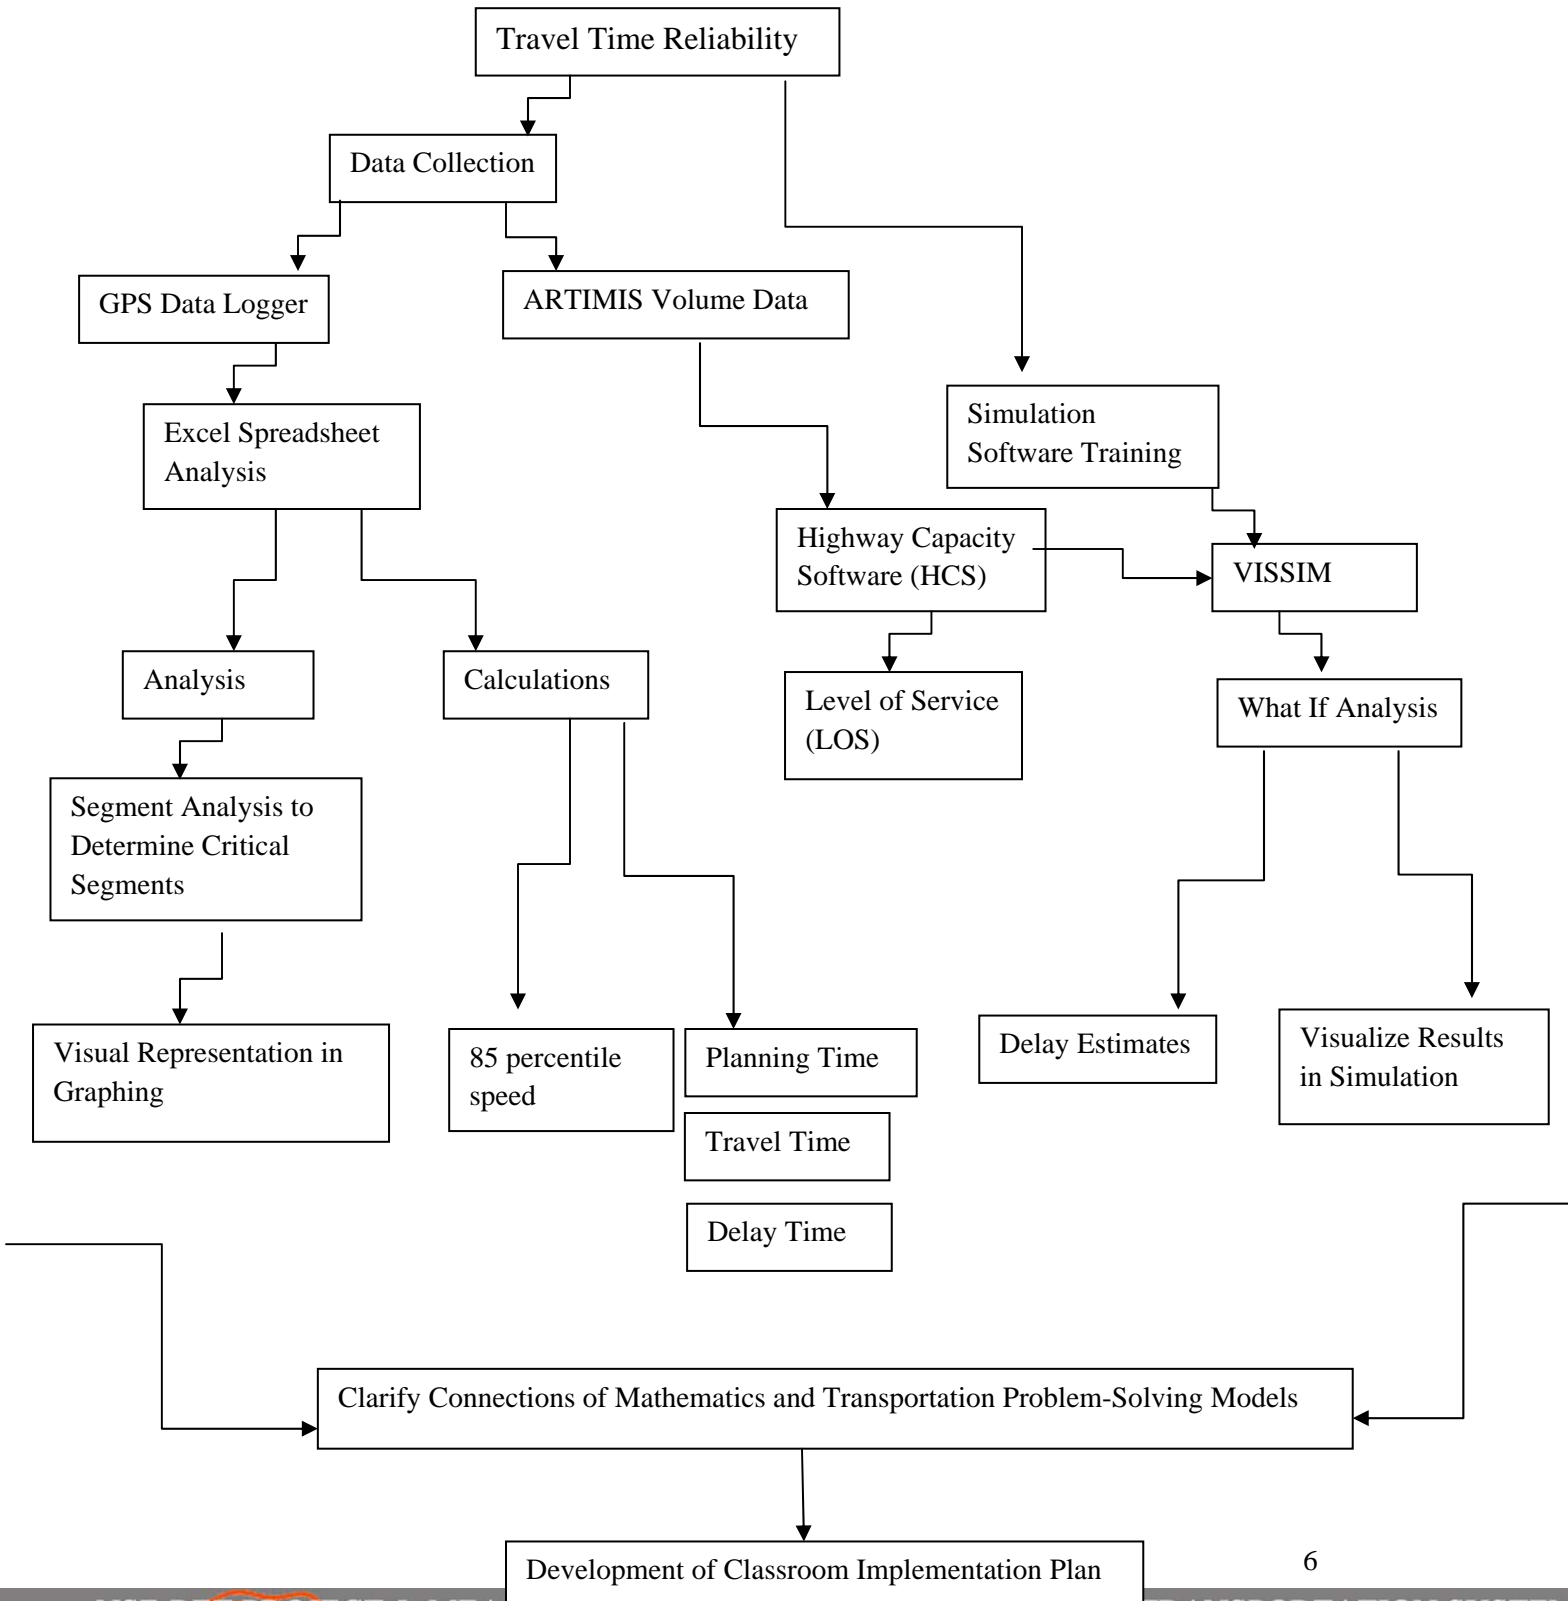 Travel Time Reliability
Data Collection
GPS Data Logger
ARTIMIS Volume Data
Simulation
Software Training
Excel Spreadsheet
Analysis
Highway Capacity
Software (HCS)
VISSIM
Analysis
Calculations
Level of Service
(LOS)
What If Analysis
Segment Analysis to
Determine Critical
Segments
Visual Representation in
Graphing
85 percentile
speed
Planning Time
Travel Time
Delay Time
Delay Estimates
Visualize Results
in Simulation
Clarify Connections of Mathematics and Transportation Problem-Solving Models
Development of Classroom Implementation Plan
6